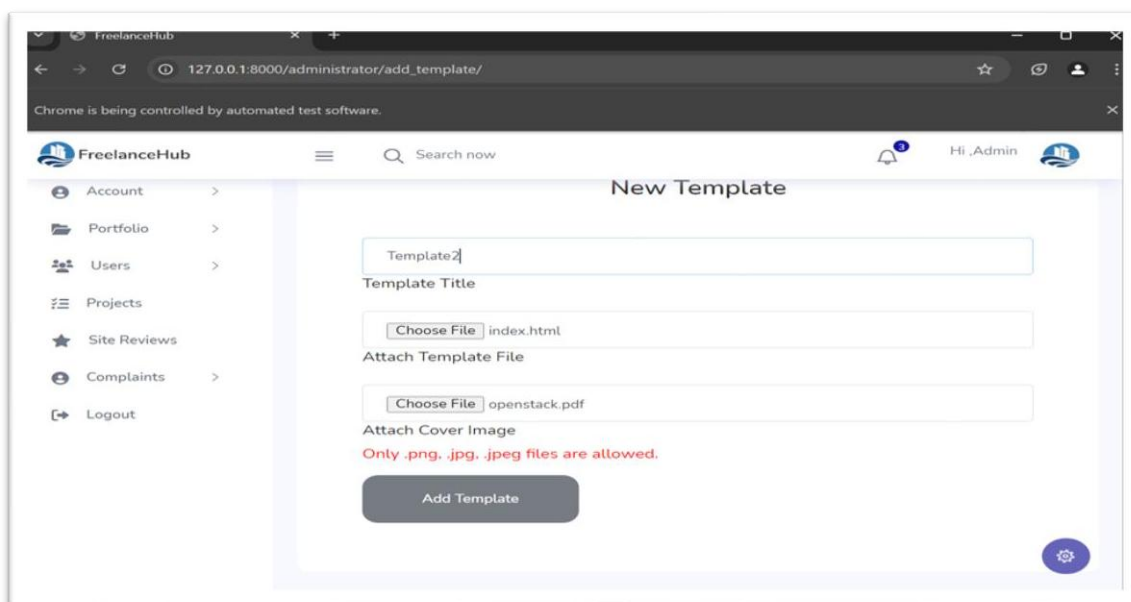 FreelanceHub
127.0.0.1:8000/administrator/add_template/
Chrome is being controlled by automated test software.
FreelanceHub
Search now
3
Hi ,Admin
Account
Portfolio
Users
Projects
Site Reviews
Complaints
Logout
New Template
Template2
Template Title
Choose File index.html
Attach Template File
Choose File openstack.pdf
Attach Cover Image
Only .png, .jpg, .jpeg files are allowed.
Add Template